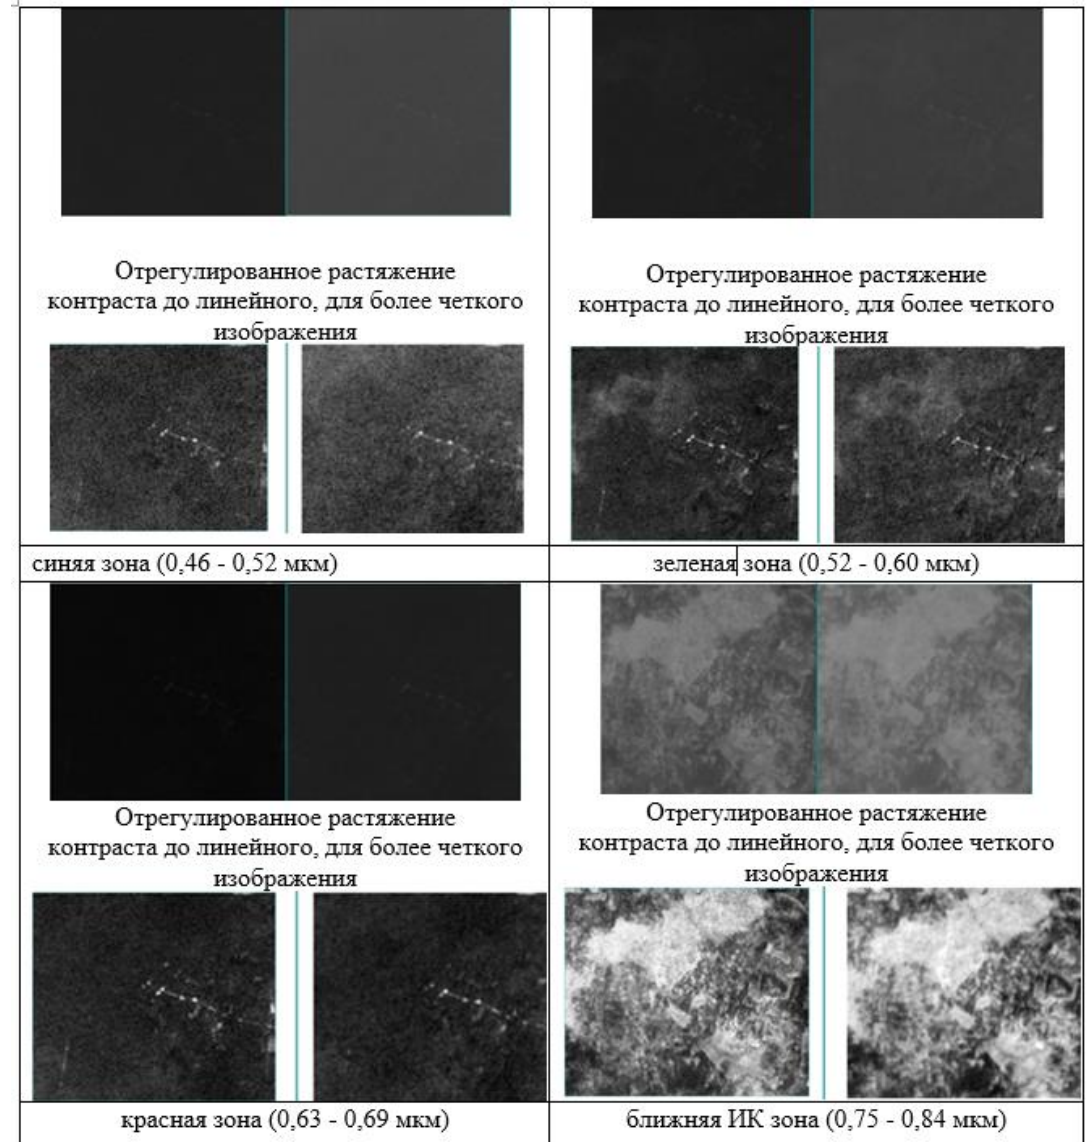 Отрегулированное растяжение
контраста до линейного, для более четкого
изображения
Отрегулированное растяжение
контраста до линейного, для более четкого
изображения
синяя зона (0,46 - 0,52 мкм)
зеленая зона (0,52 - 0,60 мкм)
Отрегулированное растяжение
контраста до линейного, для более четкого
изображения
Отрегулированное растяжение
контраста до линейного, для более четкого
изображения
красная зона (0,63 - 0,69 мкм)
ближняя ИК зона (0,75 - 0,84 мкм)